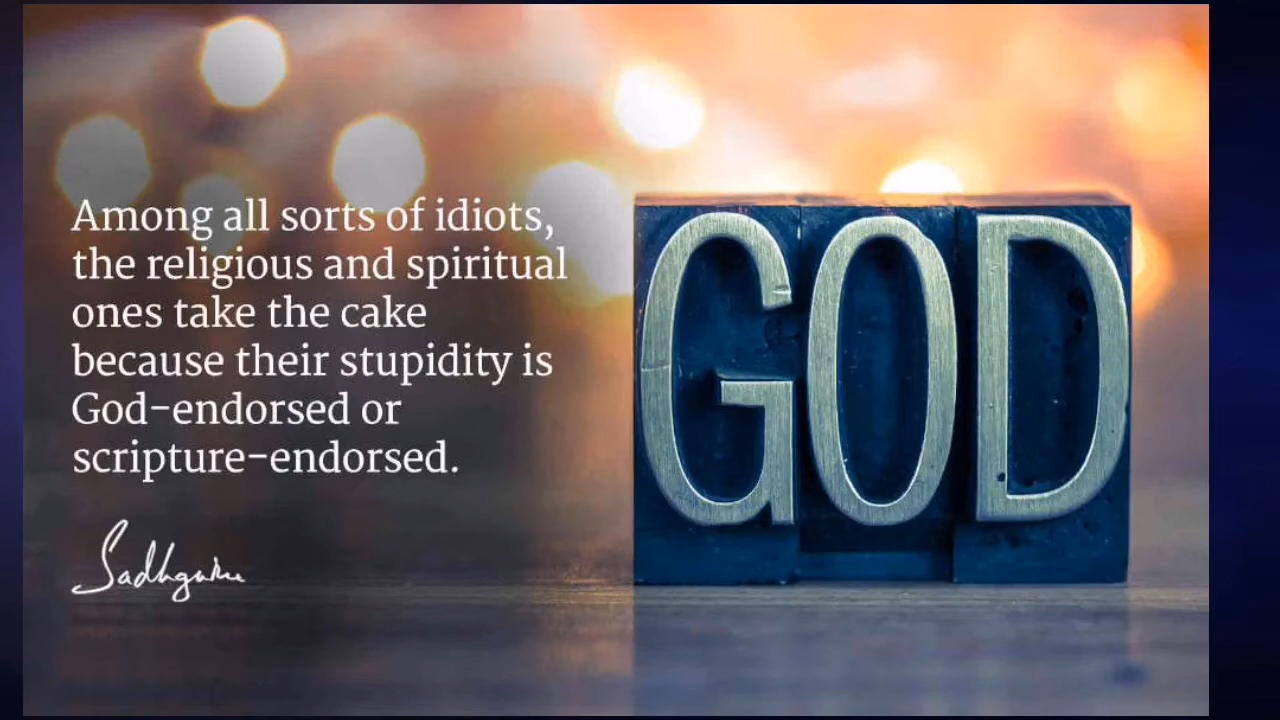 Among all sorts of idiots,
the religious and spiritual
ones take the cake
because their stupidity is
God-endorsed or
scripture-endorsed.
Sadhguru
GOD